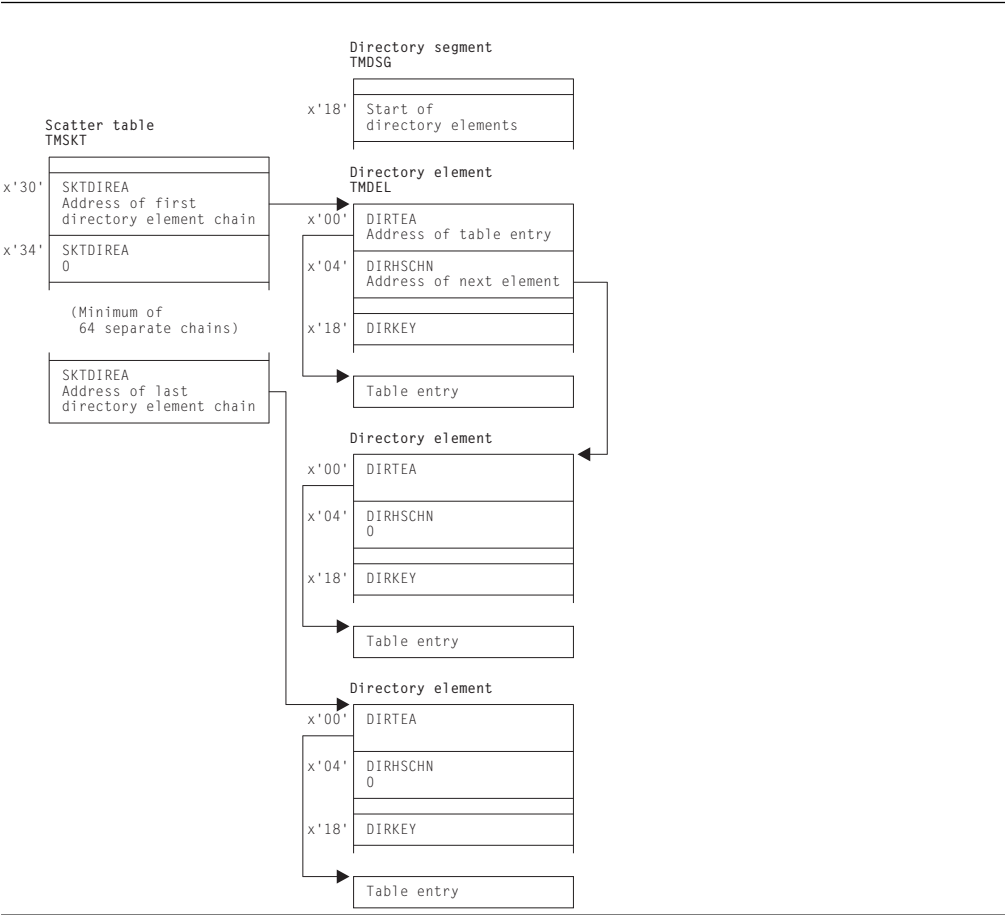 Directory segment
TMDSG
x'18'
Start of
directory elements
Scatter table
TMSKT
x'30'
SKTDIREA
Address of first
directory element chain
x'34'
SKTDIREA
0
(Minimum of
64 separate chains)
SKTDIREA
Address of last
directory element chain
Directory element
TMDEL
x'00'
DIRTEA
Address of table entry
x'04'
DIRHSCHN
Address of next element
x'18'
DIRKEY
Table entry
Directory element
x'00'
DIRTEA
x'04'
DIRHSCHN
0
x'18'
DIRKEY
Table entry
Directory element
x'00'
DIRTEA
x'04'
DIRHSCHN
0
x'18'
DIRKEY
Table entry